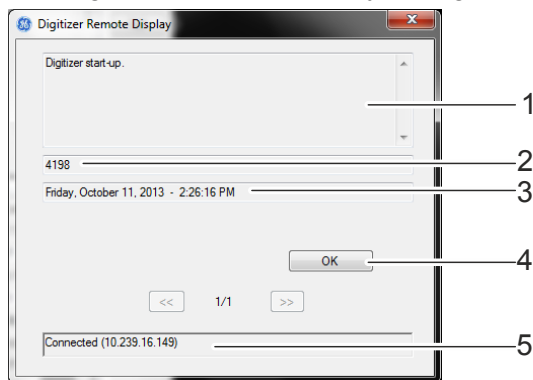 Digitizer Remote Display
Digitizer start-up.
1
4198
2
Friday, October 11, 2013 - 2:26:16 PM
3
OK
4
<< 1/1 >>
Connected (10.239.16.149)
5